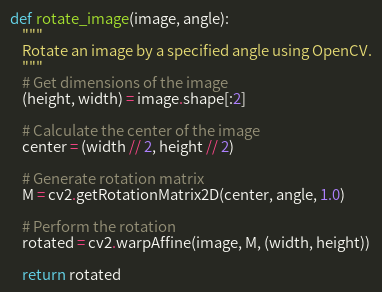 def rotate_image(image, angle):
    """
    Rotate an image by a specified angle using OpenCV.
    """
    # Get dimensions of the image
    (height, width) = image.shape[:2]

    # Calculate the center of the image
    center = (width // 2, height // 2)

    # Generate rotation matrix
    M = cv2.getRotationMatrix2D(center, angle, 1.0)

    # Perform the rotation
    rotated = cv2.warpAffine(image, M, (width, height))

    return rotated